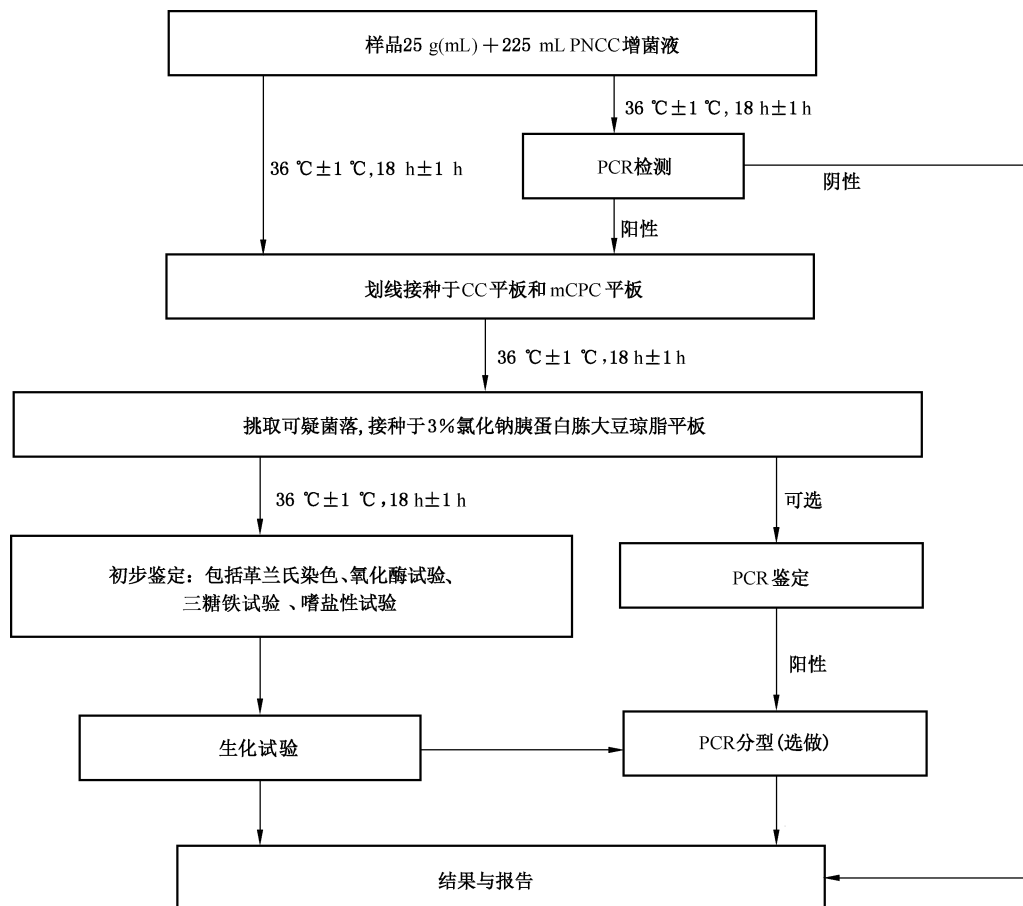 样品25 g(mL)+225 mL PNCC增菌液
36 ℃±1 ℃, 18 h±1 h
36 ℃±1 ℃,18 h±1 h
PCR检测
阴性
阳性
划线接种于CC平板和mCPC平板
36 ℃±1 ℃,18 h±1 h
挑取可疑菌落,接种于3%氯化钠胰蛋白胨大豆琼脂平板
36 ℃±1 ℃,18 h±1 h
可选
初步鉴定：包括革兰氏染色、氧化酶试验、
三糖铁试验、嗜盐性试验
PCR鉴定
阳性
生化试验
PCR分型(选做)
结果与报告